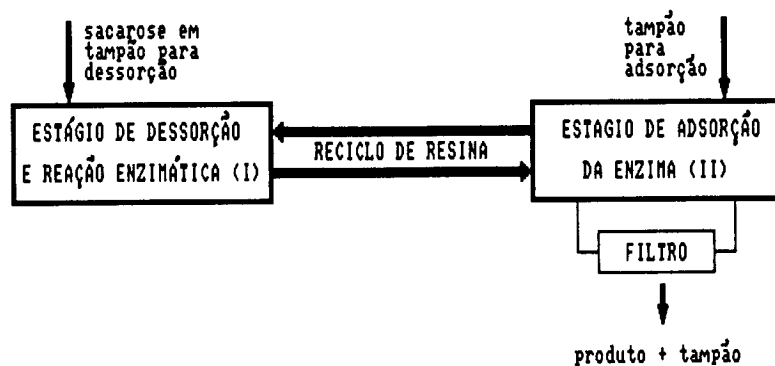 sacarose em
tampão para
dessorção
tampão
para
adsorção
ESTÁGIO DE DESSORÇÃO
E REAÇÃO ENZIMÁTICA (I)
RECICLO DE RESINA
ESTAGIO DE ADSORÇÃO
DA ENZIMA (II)
FILTRO
produto + tampão